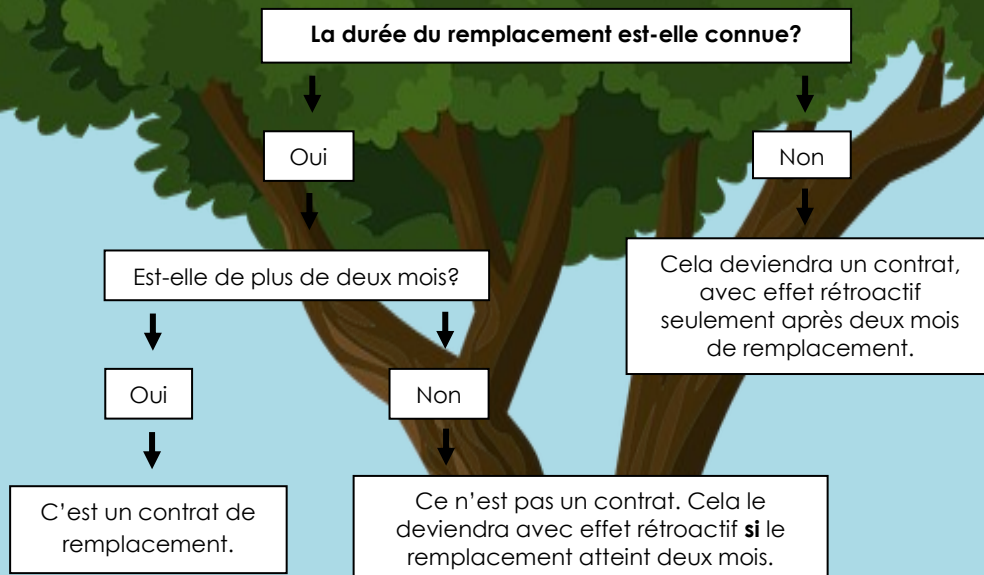 La durée du remplacement est-elle connue?
Oui
Non
Est-elle de plus de deux mois?
Cela deviendra un contrat,
avec effet rétroactif
seulement après deux mois
de remplacement.
Oui
Non
C’est un contrat de
remplacement.
Ce n’est pas un contrat. Cela le
deviendra avec effet rétroactif si le
remplacement atteint deux mois.